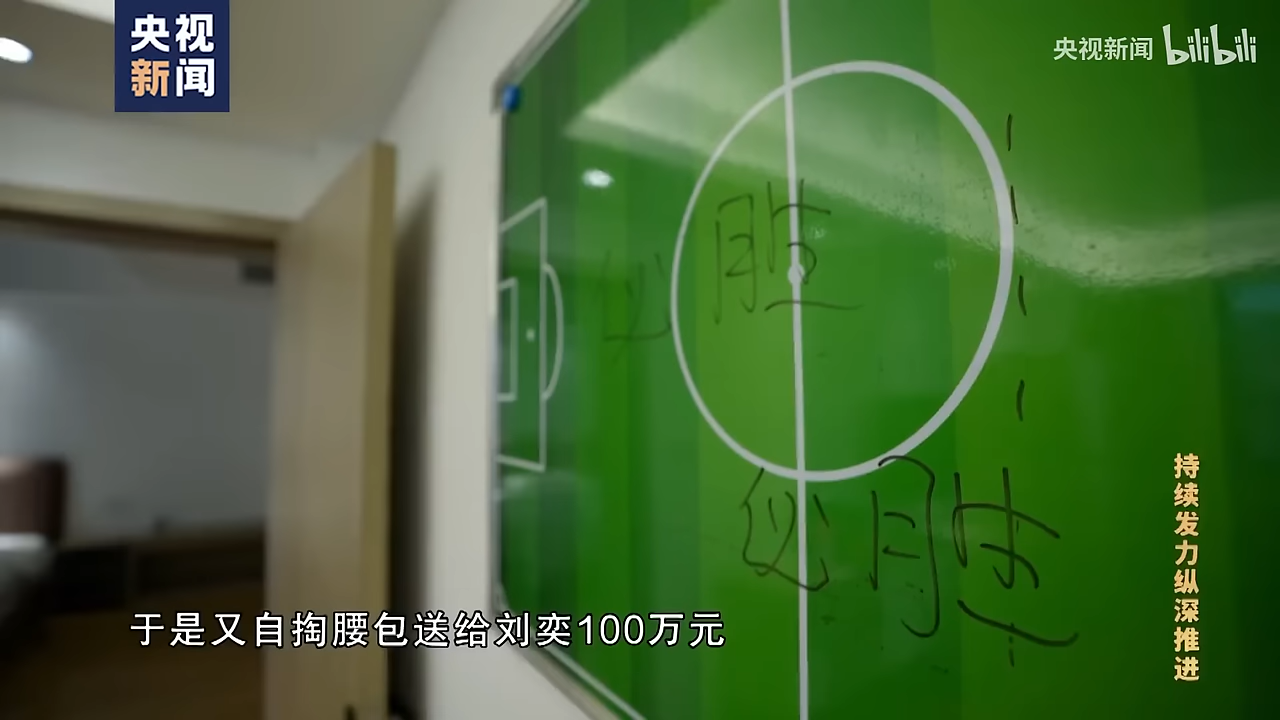 央视
新闻
央视新闻 bilibili
必胜
必胜
持续发力纵深推进
于是又自掏腰包送给刘奕100万元